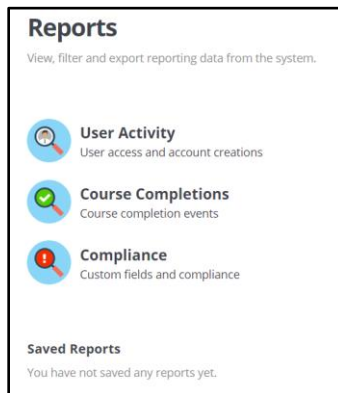 Reports
View, filter and export reporting data from the system.
User Activity
User access and account creations
Course Completions
Course completion events
Compliance
Custom fields and compliance
Saved Reports
You have not saved any reports yet.